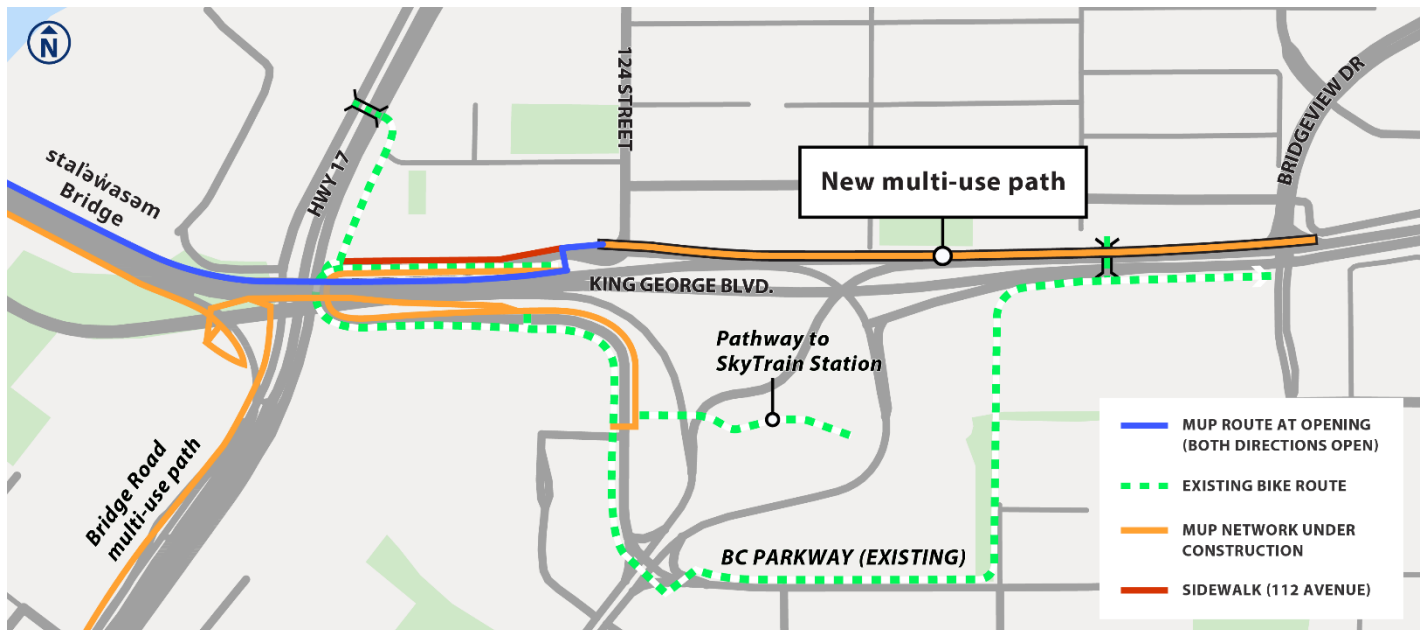 N
124 STREET
BRIDGEVIEW DR
HWY 17
stal̓əw̓asəm
Bridge
New multi-use path
KING GEORGE BLVD.
Pathway to
SkyTrain Station
Bridge Road
multi-use path
BC PARKWAY (EXISTING)
MUP ROUTE AT OPENING
(BOTH DIRECTIONS OPEN)
EXISTING BIKE ROUTE
MUP NETWORK UNDER
CONSTRUCTION
SIDEWALK (112 AVENUE)